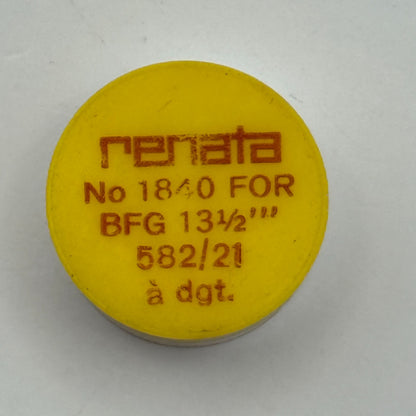 renata
No 1840 FOR
BFG 13½'''
582/21
à dgt.